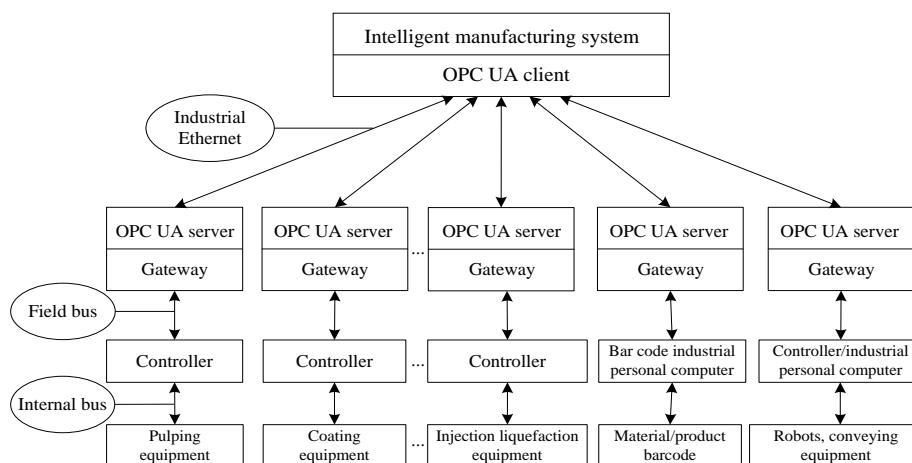 Intelligent manufacturing system
OPC UA client
Industrial
Ethernet
OPC UA server
OPC UA server
OPC UA server
OPC UA server
OPC UA server
...
Gateway
Gateway
Gateway
Gateway
Gateway
Field bus
Controller
Controller
...
Controller
Bar code industrial
personal computer
Controller/industrial
personal computer
Internal bus
Pulping
equipment
Coating
equipment
...
Injection liquefaction
equipment
Material/product
barcode
Robots, conveying
equipment